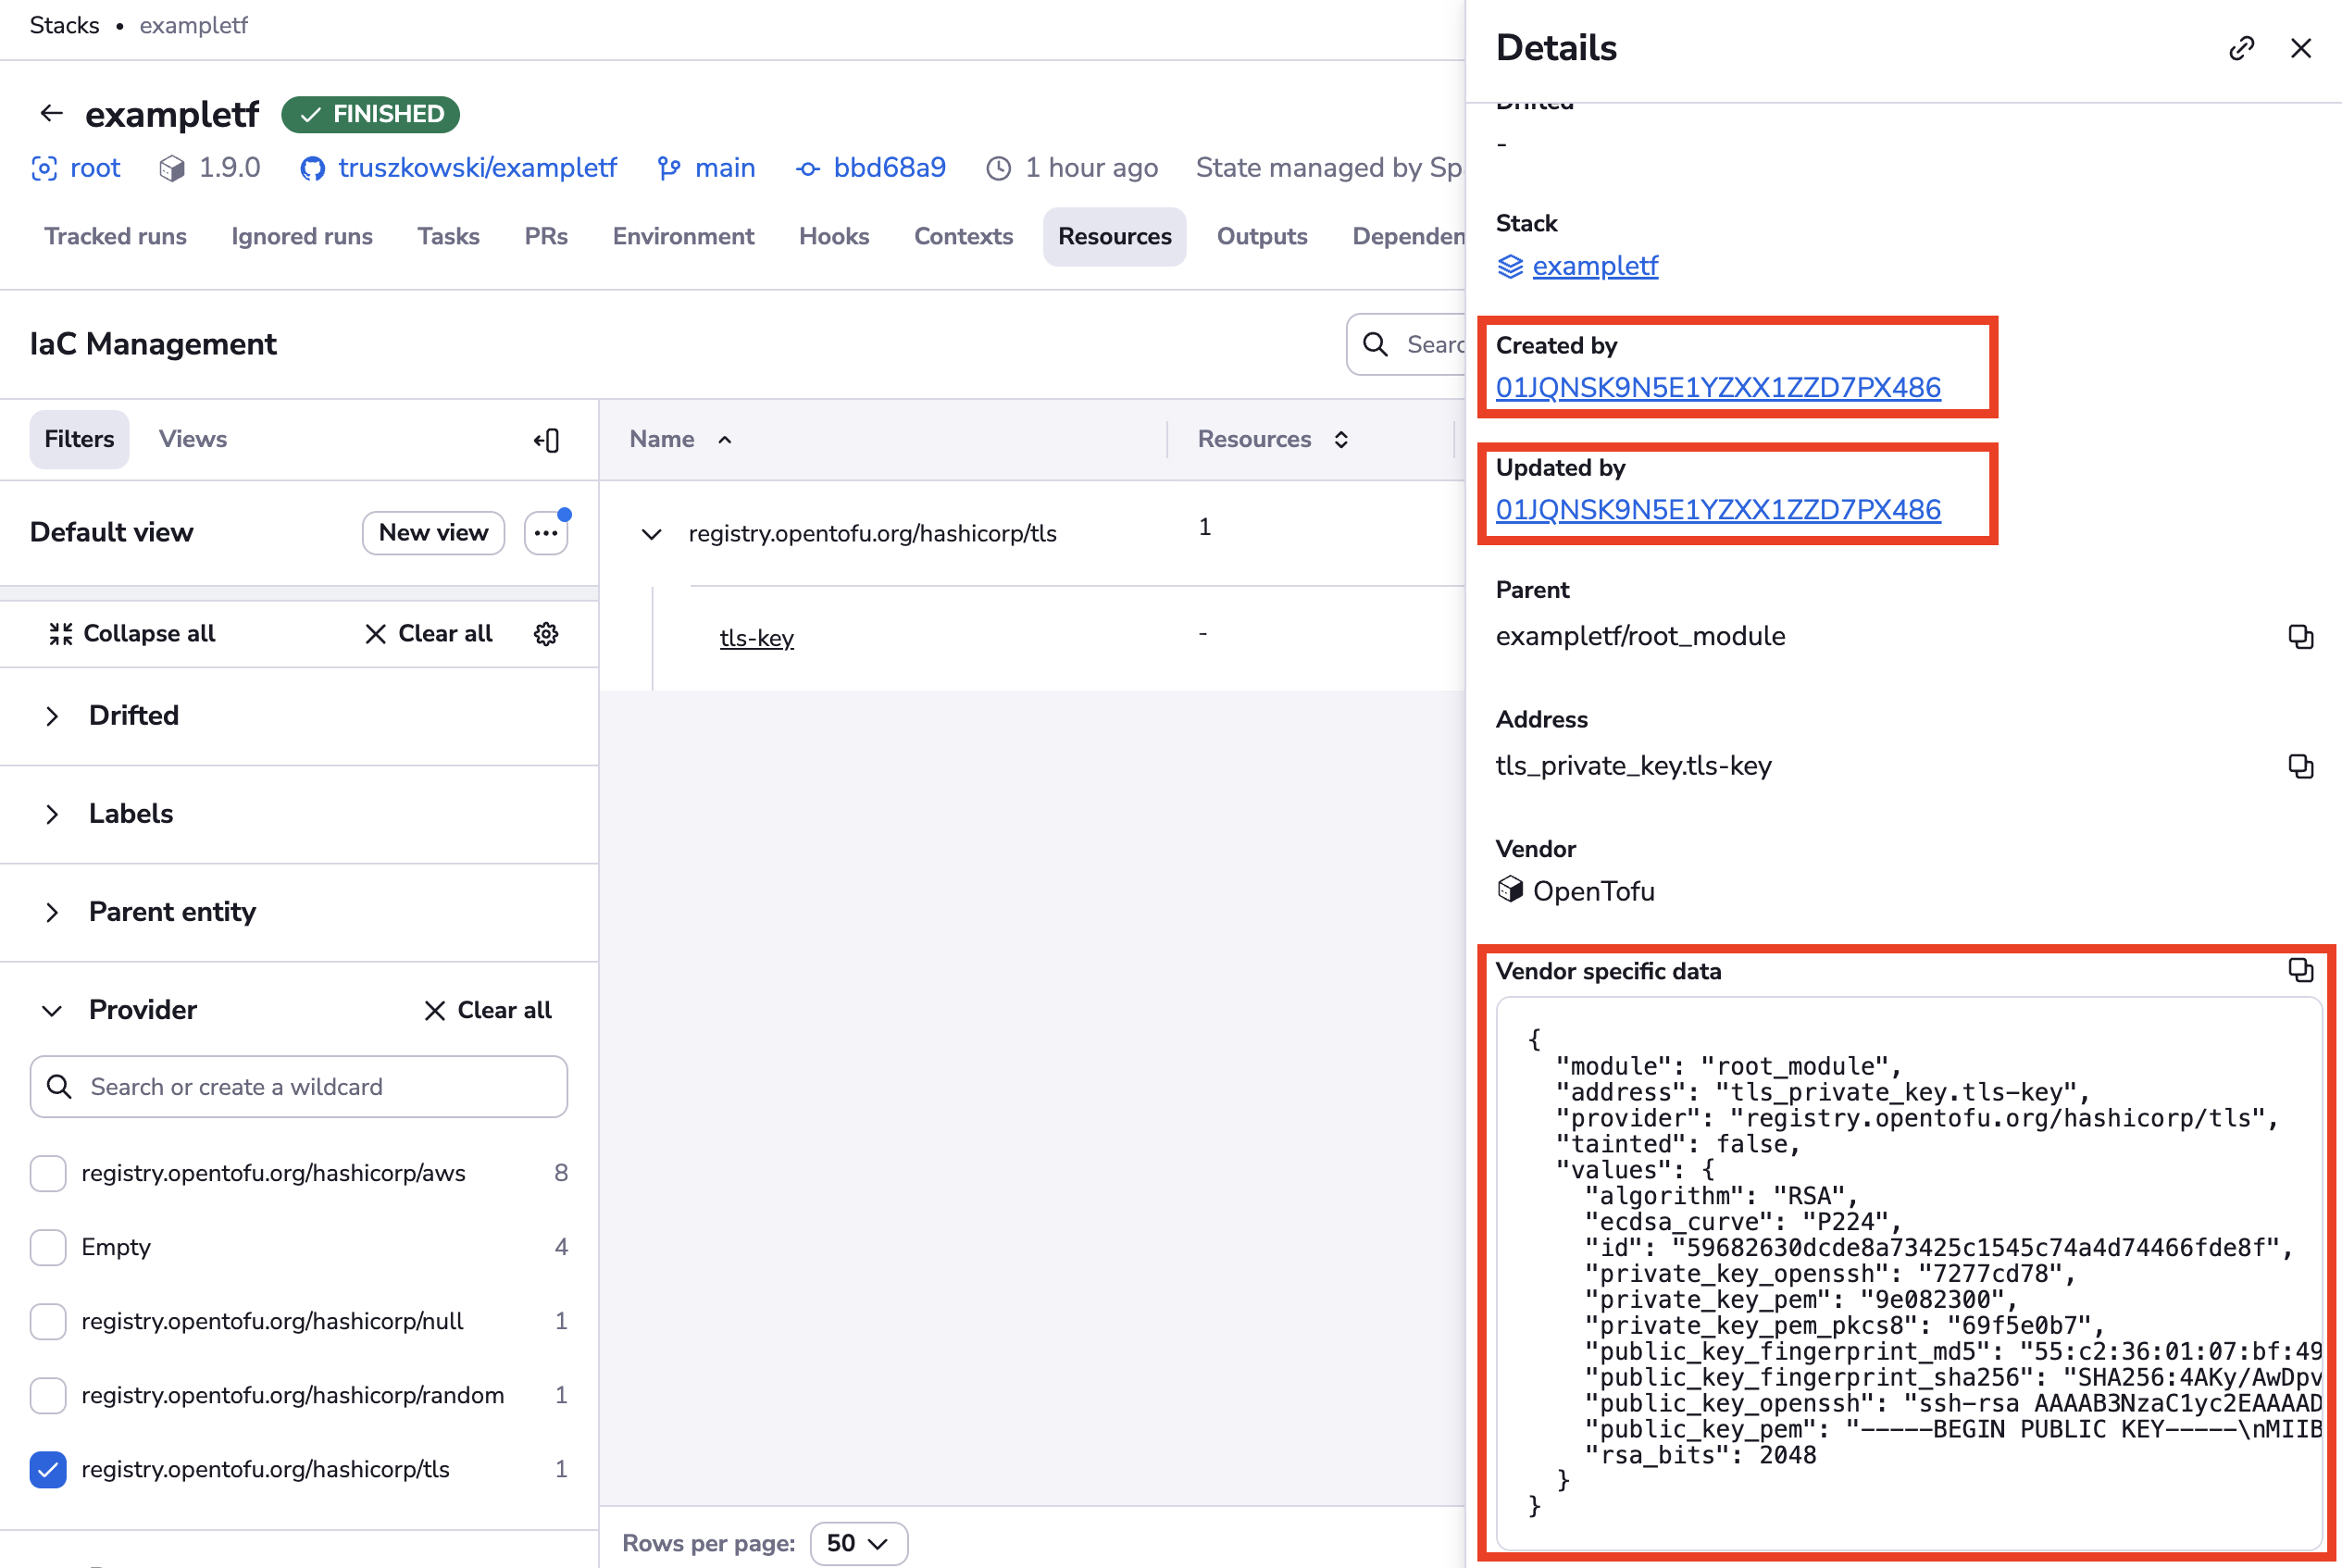 Stacks • exampletf
exampletf FINISHED
root 1.9.0 truszkowski/exampletf main bbd68a9 1 hour ago State managed by Sp
Tracked runs Ignored runs Tasks PRs Environment Hooks Contexts Resources Outputs Dependen
IaC Management
Searc
Filters Views
Default view New view
Collapse all Clear all
Drifted
Labels
Parent entity
Provider Clear all
Search or create a wildcard
registry.opentofu.org/hashicorp/aws 8
Empty 4
registry.opentofu.org/hashicorp/null 1
registry.opentofu.org/hashicorp/random 1
registry.opentofu.org/hashicorp/tls 1
Name Resources
registry.opentofu.org/hashicorp/tls 1
tls-key -
Rows per page: 50
Details
Drifted
-
Stack
exampletf
Created by
01JQNSK9N5E1YZXX1ZZD7PX486
Updated by
01JQNSK9N5E1YZXX1ZZD7PX486
Parent
exampletf/root_module
Address
tls_private_key.tls-key
Vendor
OpenTofu
Vendor specific data
{
"module": "root_module",
"address": "tls_private_key.tls-key",
"provider": "registry.opentofu.org/hashicorp/tls",
"tainted": false,
"values": {
"algorithm": "RSA",
"ecdsa_curve": "P224",
"id": "59682630dcde8a73425c1545c74a4d74466fde8f",
"private_key_openssh": "7277cd78",
"private_key_pem": "9e082300",
"private_key_pem_pkcs8": "69f5e0b7",
"public_key_fingerprint_md5": "55:c2:36:01:07:bf:49
"public_key_fingerprint_sha256": "SHA256:4AKy/AwDpv
"public_key_openssh": "ssh-rsa AAAAB3NzaC1yc2EAAAAD
"public_key_pem": "-----BEGIN PUBLIC KEY-----\nMIIB
"rsa_bits": 2048
}
}